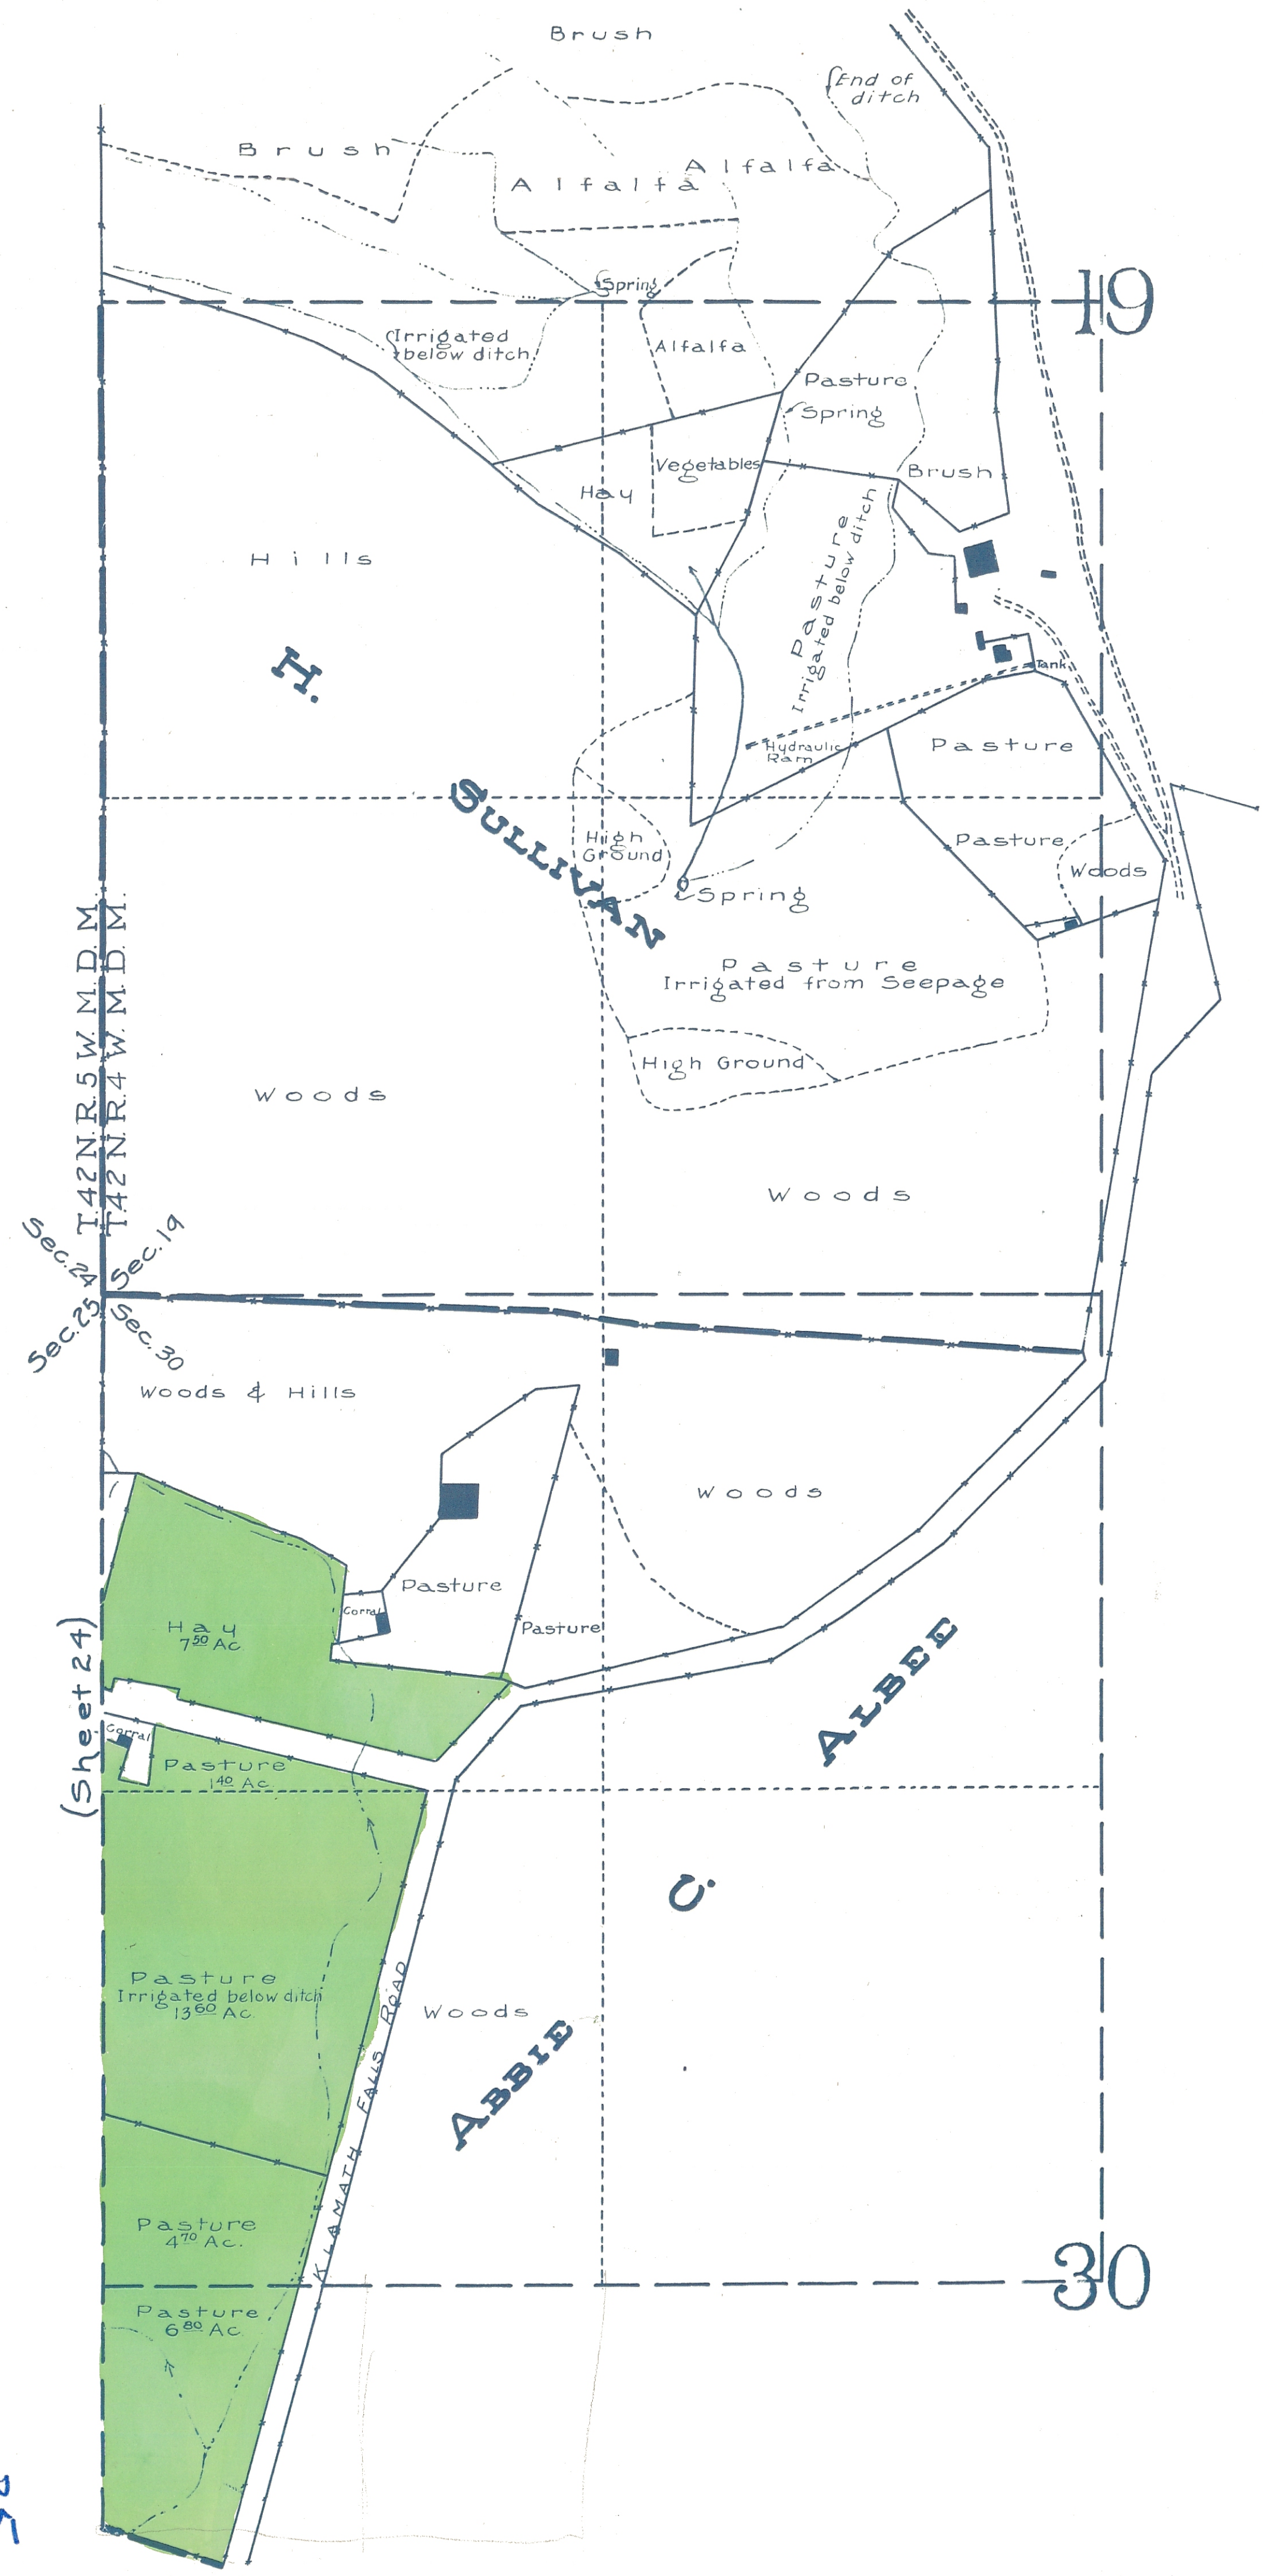 Brush
End of
ditch
Brush
Alfalfa
Alfalfa
Spring
19
Irrigated
below ditch
Alfalfa
Pasture
Spring
Vegetables
Brush
Hay
Hills
Pasture
Irrigated below ditch
H.
Tank
Hydraulic
Ram
Pasture
SULLIVAN
High
Ground
Pasture
Woods
Spring
Pasture
Irrigated from Seepage
T.42 N. R. 5 W. M. D. M.
T.42 N. R. 4 W. M. D. M.
High Ground
Woods
Woods
Sec. 24
Sec. 19
Sec. 25
Sec. 30
Woods & Hills
Woods
Pasture
Corral
Pasture
Hay
7 50 Ac
(Sheet 24)
ALBEE
Corral
Pasture
1 40 Ac.
C.
Pasture
Irrigated below ditch
13 60 Ac.
KLAMATH FALLS ROAD
Woods
ABBIE
Pasture
4 70 Ac.
30
Pasture
6 80 Ac.